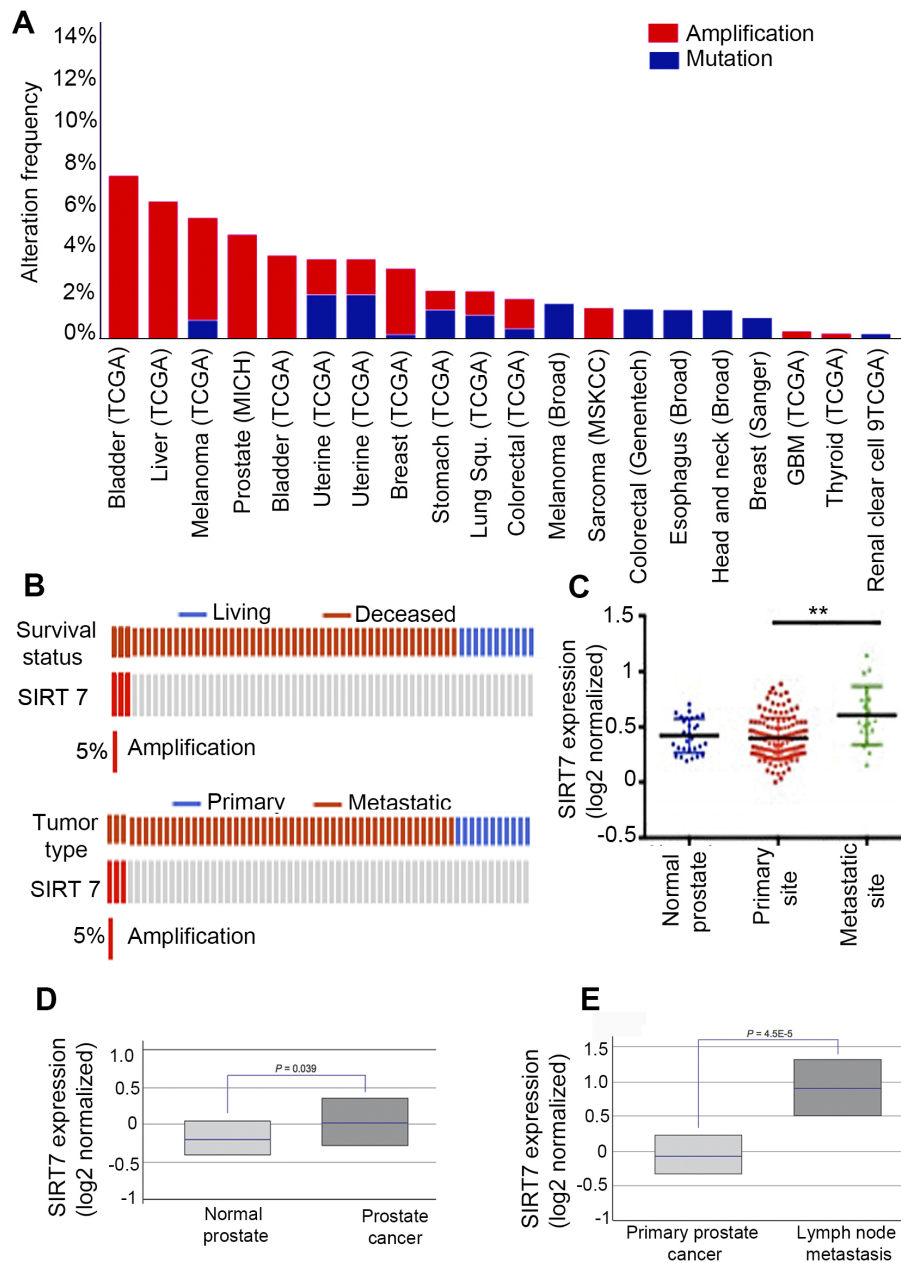 A
14%
12%
10%
8%
6%
4%
2%
0%
Alteration frequency
Amplification
Mutation
Bladder (TCGA)
Liver (TCGA)
Melanoma (TCGA)
Prostate (MICH)
Bladder (TCGA)
Uterine (TCGA)
Uterine (TCGA)
Breast (TCGA)
Stomach (TCGA)
Lung Squ. (TCGA)
Colorectal (TCGA)
Melanoma (Broad)
Sarcoma (MSKCC)
Colorectal (Genentech)
Esophagus (Broad)
Head and neck (Broad)
Breast (Sanger)
GBM (TCGA)
Thyroid (TCGA)
Renal clear cell 9TCGA)
B
Living Deceased
Survival
status
SIRT 7
5% Amplification
Primary Metastatic
Tumor
type
SIRT 7
5% Amplification
C
SIRT7 expression
(log2 normalized)
1.5
1
0.5
0
-0.5
**
Normal
prostate
Primary
site
Metastatic
site
D
SIRT7 expression
(log2 normalized)
1.0
0.5
0
-0.5
-1
P = 0.039
Normal
prostate
Prostate
cancer
E
SIRT7 expression
(log2 normalized)
1.5
1.0
0.5
0
-0.5
-1
P = 4.5E-5
Primary prostate
cancer
Lymph node
metastasis